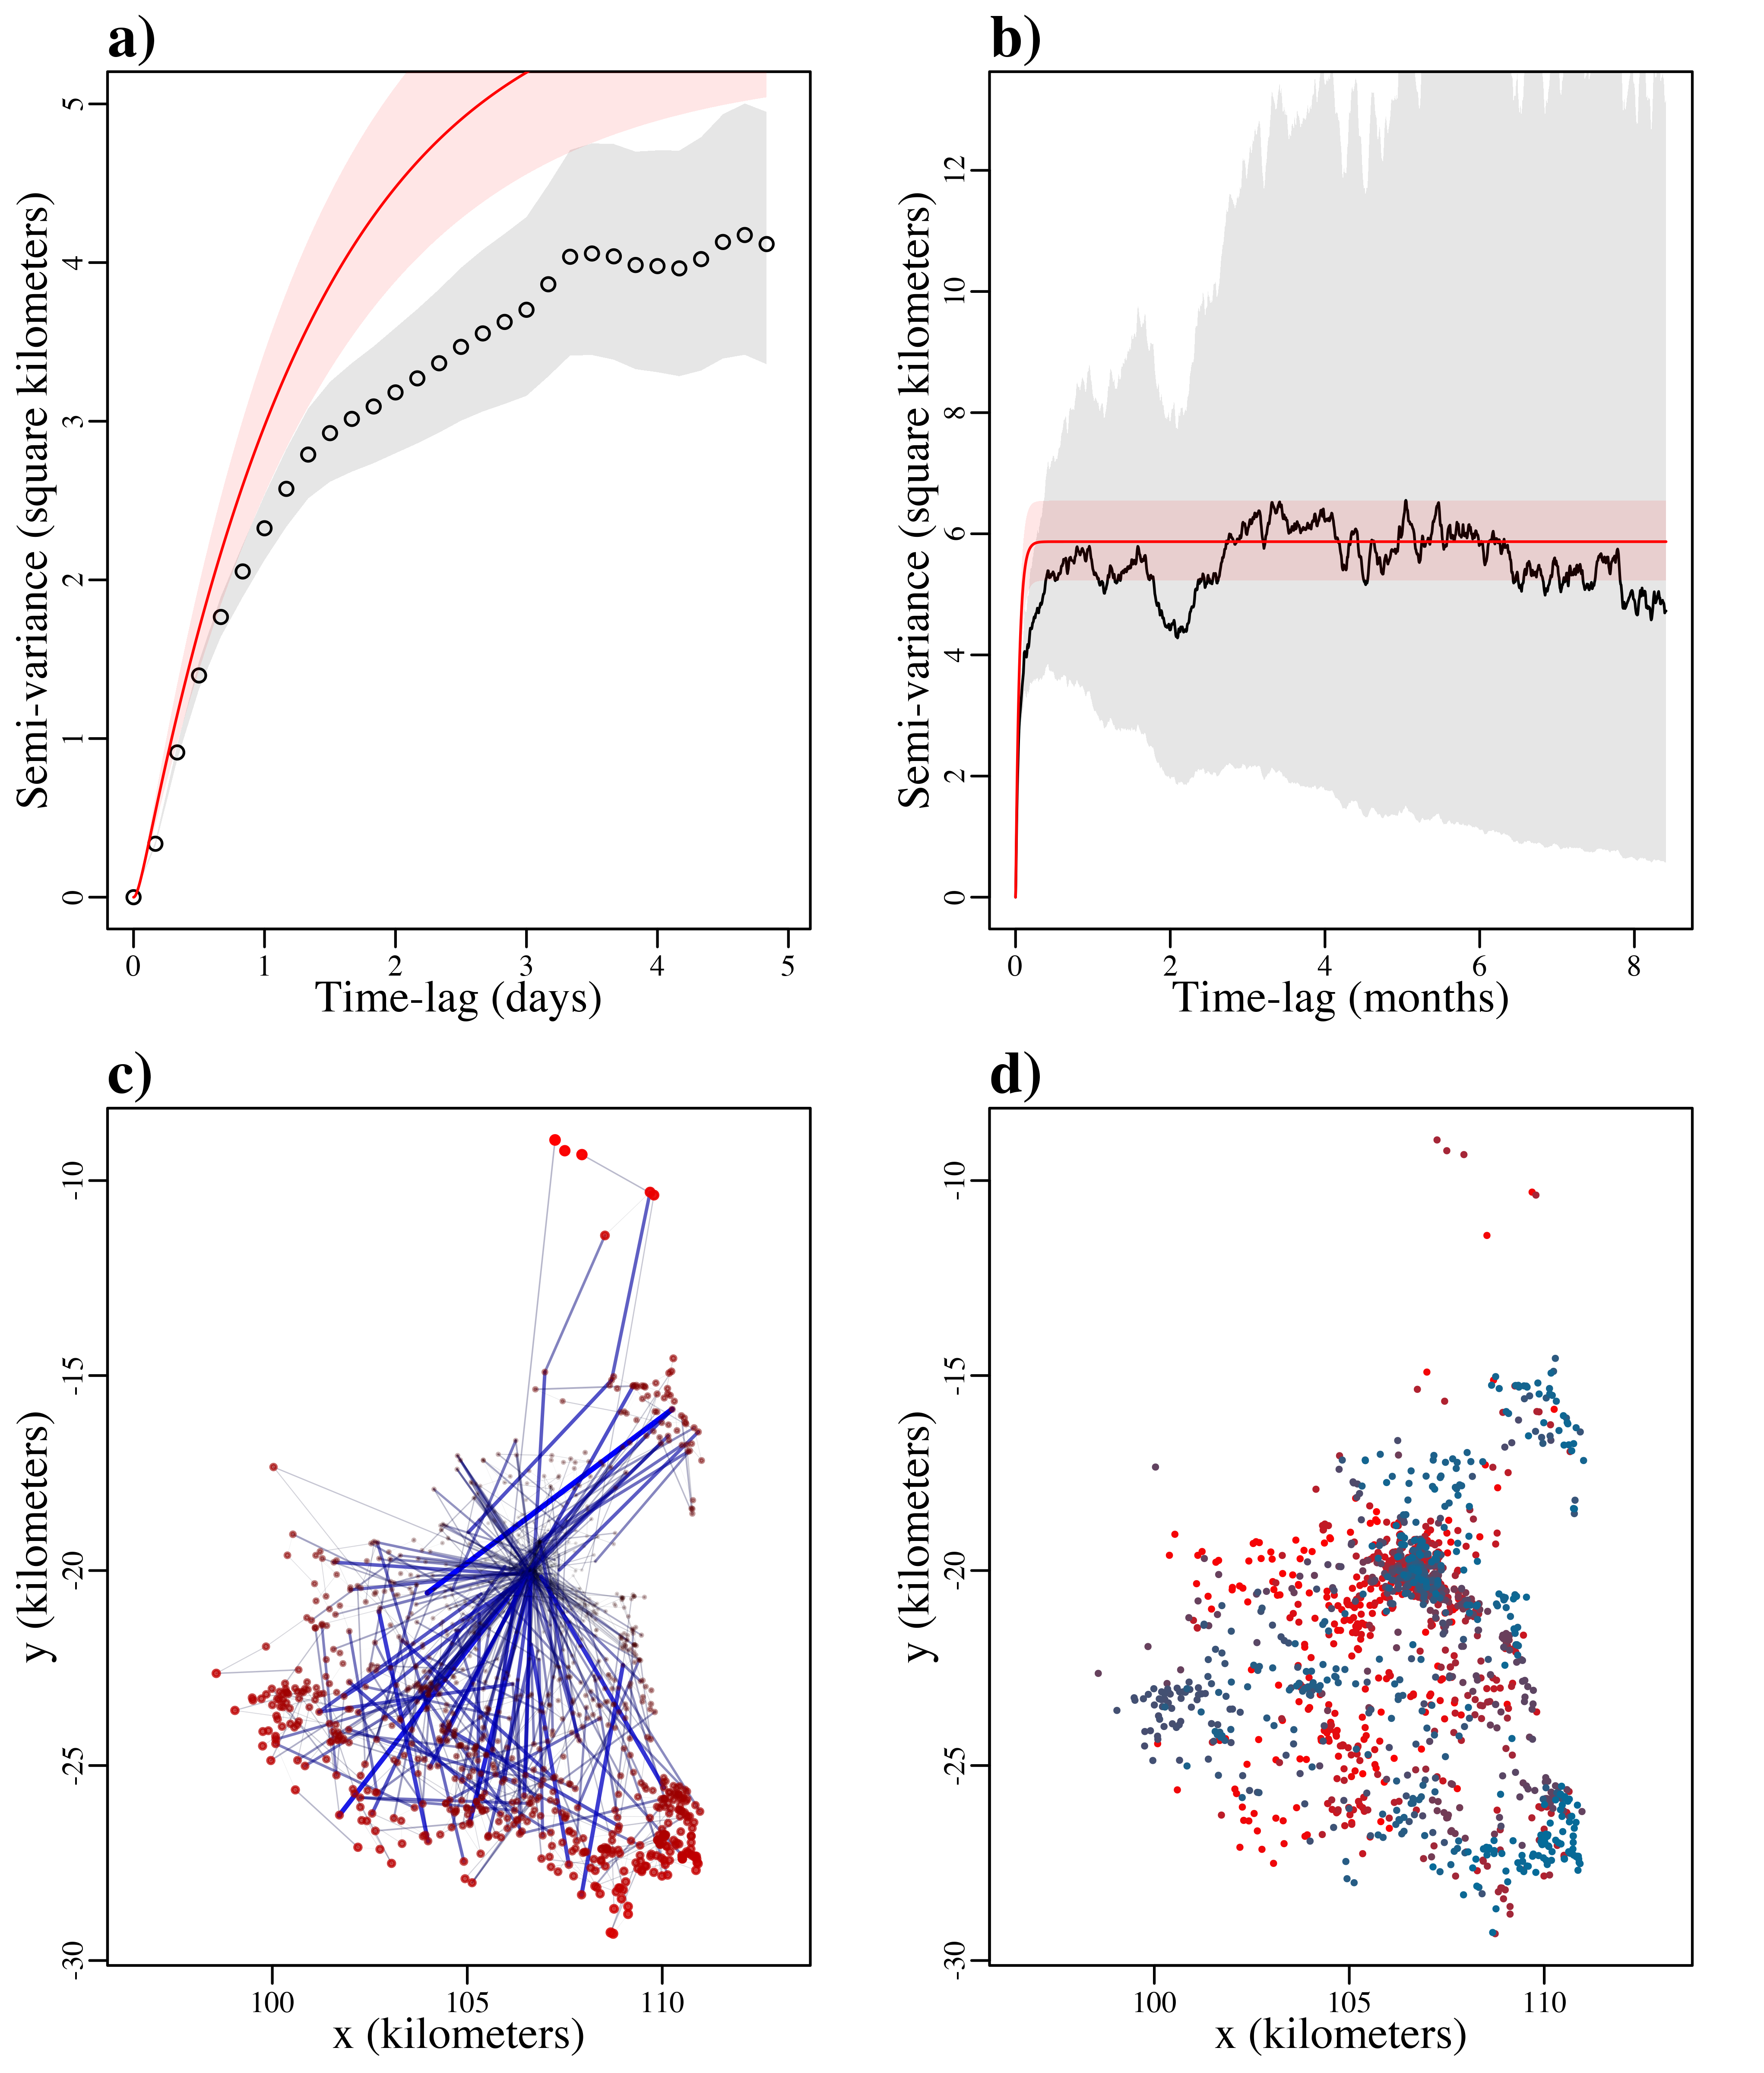 a)
Semi-variance (square kilometers)
0 1 2 3 4 5
0 1 2 3 4 5
Time-lag (days)
b)
Semi-variance (square kilometers)
0 2 4 6 8 10 12
0 2 4 6 8
Time-lag (months)
c)
y (kilometers)
-30 -25 -20 -15 -10
100 105 110
x (kilometers)
d)
y (kilometers)
-30 -25 -20 -15 -10
100 105 110
x (kilometers)